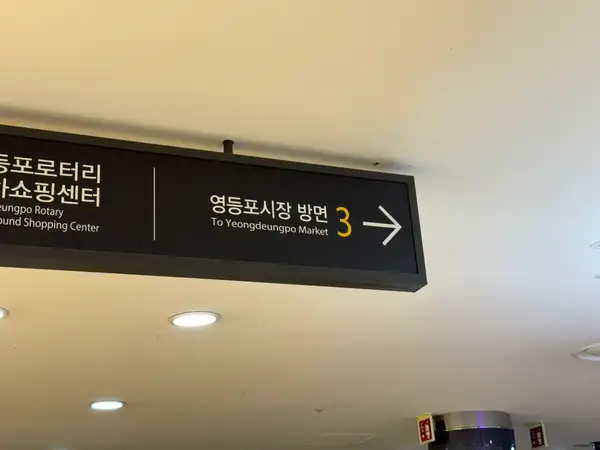 등포로터리
하쇼핑센터
eungpo Rotary
ound Shopping Center
영등포시장 방면
To Yeongdeungpo Market
3